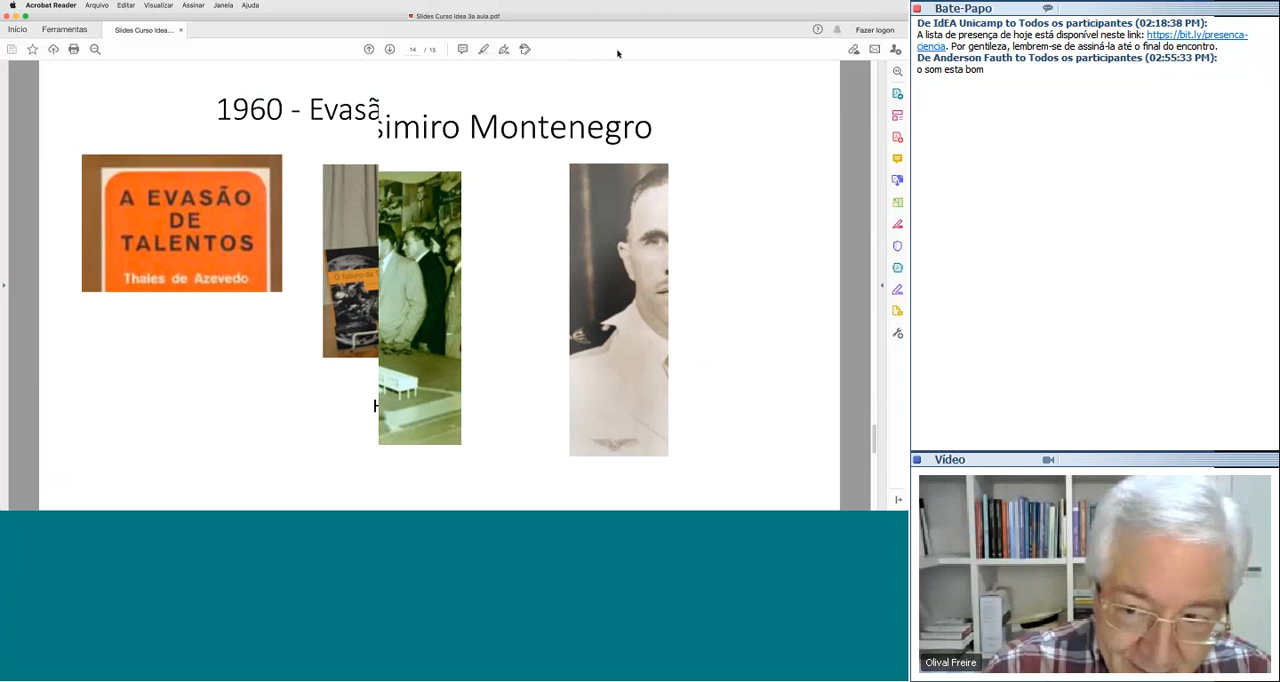 Acrobat Reader Arquivo Editar Visualizar Assinar Janela Ajuda
Slides Curso Idea 3a aula.pdf
Início Ferramentas Slides Curso Idea... × Fazer logon
14 / 15
1960 - Evasã
simiro Montenegro
A EVASÃO
DE
TALENTOS
Thales de Azevedo
O futuro da
H
Bate-Papo
De IdEA Unicamp to Todos os participantes (02:18:38 PM):
A lista de presença de hoje está disponível neste link: https://bit.ly/presenca-
ciencia. Por gentileza, lembrem-se de assiná-la até o final do encontro.
De Anderson Fauth to Todos os participantes (02:55:33 PM):
o som esta bom
Vídeo
Olival Freire